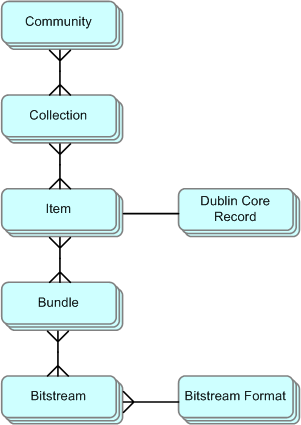 Community
Collection
Item
Dublin Core
Record
Bundle
Bitstream
Bitstream Format